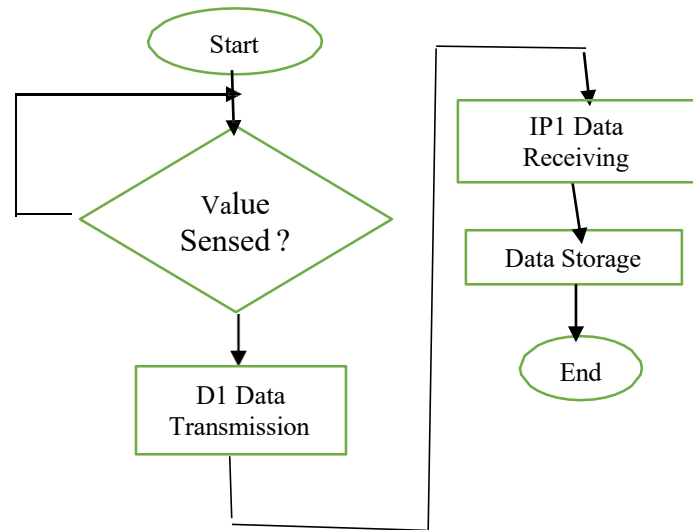 Start
Value
Sensed ?
D1 Data
Transmission
IP1 Data
Receiving
Data Storage
End